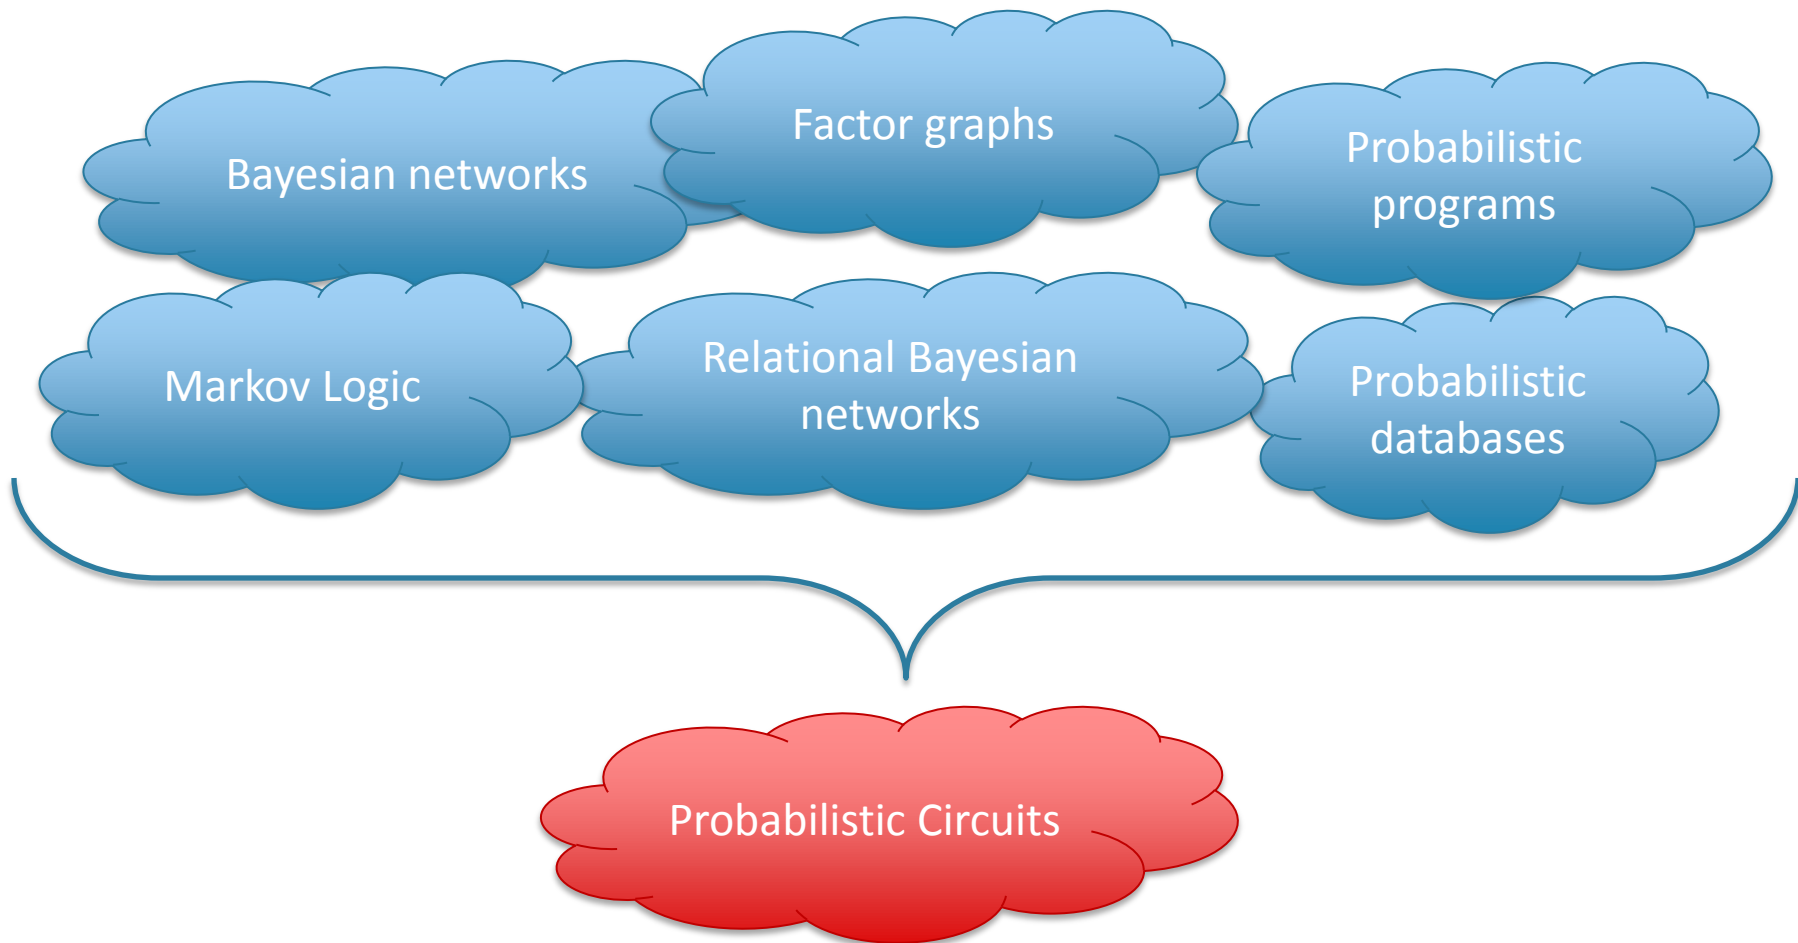 Bayesian networks
Factor graphs
Probabilistic
programs
Markov Logic
Relational Bayesian
networks
Probabilistic
databases
Probabilistic Circuits